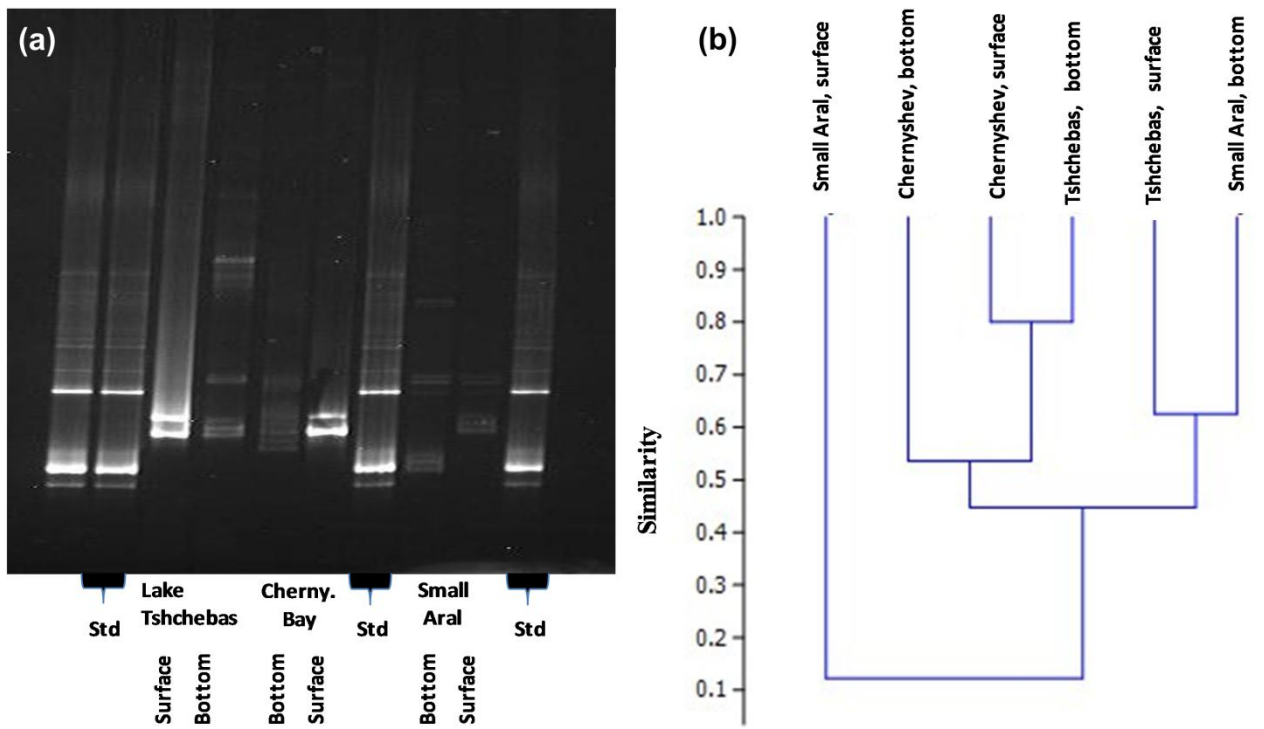 (a)
Std
Lake
Tshchebas
Cherny.
Bay
Std
Small
Aral
Std
Surface
Bottom
Bottom
Surface
Bottom
Surface
(b)
Small Aral, surface
Chernyshev, bottom
Chernyshev, surface
Tshchebas, bottom
Tshchebas, surface
Small Aral, bottom
Similarity
1.0
0.9
0.8
0.7
0.6
0.5
0.4
0.3
0.2
0.1